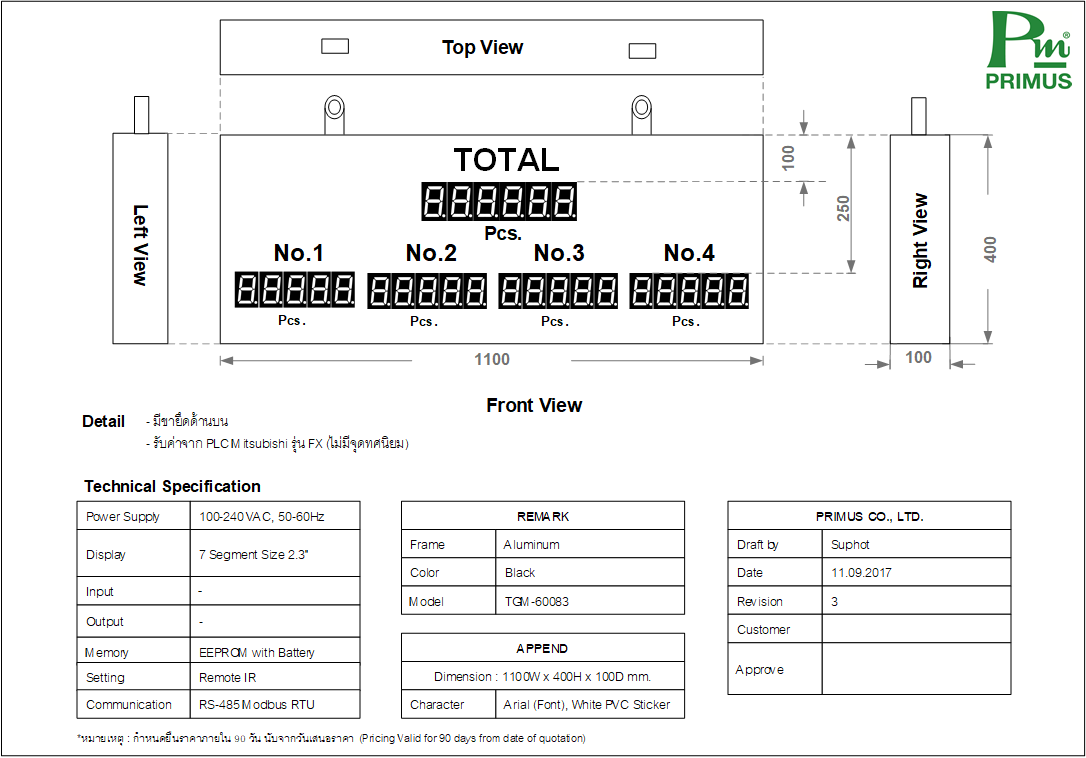 Top View
Pm®
PRIMUS
TOTAL
8.8.8.8.8.8.
Pcs.
100
250
400
Left View
Right View
No.1 No.2 No.3 No.4
8.8.8.8.8. 8.8.8.8.8. 8.8.8.8.8. 8.8.8.8.8.
Pcs. Pcs. Pcs. Pcs.
1100
100
Front View
Detail - มีขายึดด้านบน
- รับค่าจาก PLC Mitsubishi รุ่น FX (ไม่มีจุดทศนิยม)
Technical Specification
Power Supply 100-240VAC, 50-60Hz
Display 7 Segment Size 2.3"
Input -
Output -
Memory EEPROM with Battery
Setting Remote IR
Communication RS-485 Modbus RTU
REMARK
Frame Aluminum
Color Black
Model TGM-60083
APPEND
Dimension : 1100W x 400H x 100D mm.
Character Arial (Font), White PVC Sticker
PRIMUS CO., LTD.
Draft by Suphot
Date 11.09.2017
Revision 3
Customer
Approve
*หมายเหตุ : กำหนดยืนราคาภายใน 90 วัน นับจากวันเสนอราคา (Pricing Valid for 90 days from date of quotation)